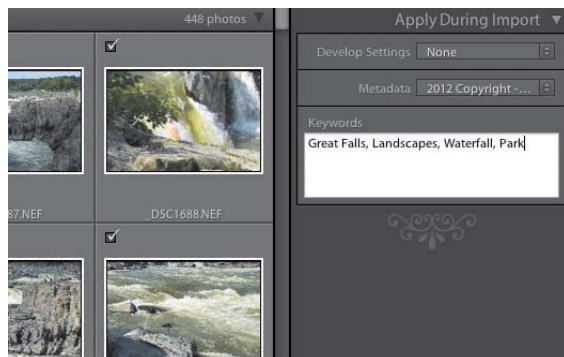 448 photos
Apply During Import
Develop Settings None
Metadata 2012 Copyright -...
Keywords
Great Falls, Landscapes, Waterfall, Park
87.NEF
_DSC1688.NEF